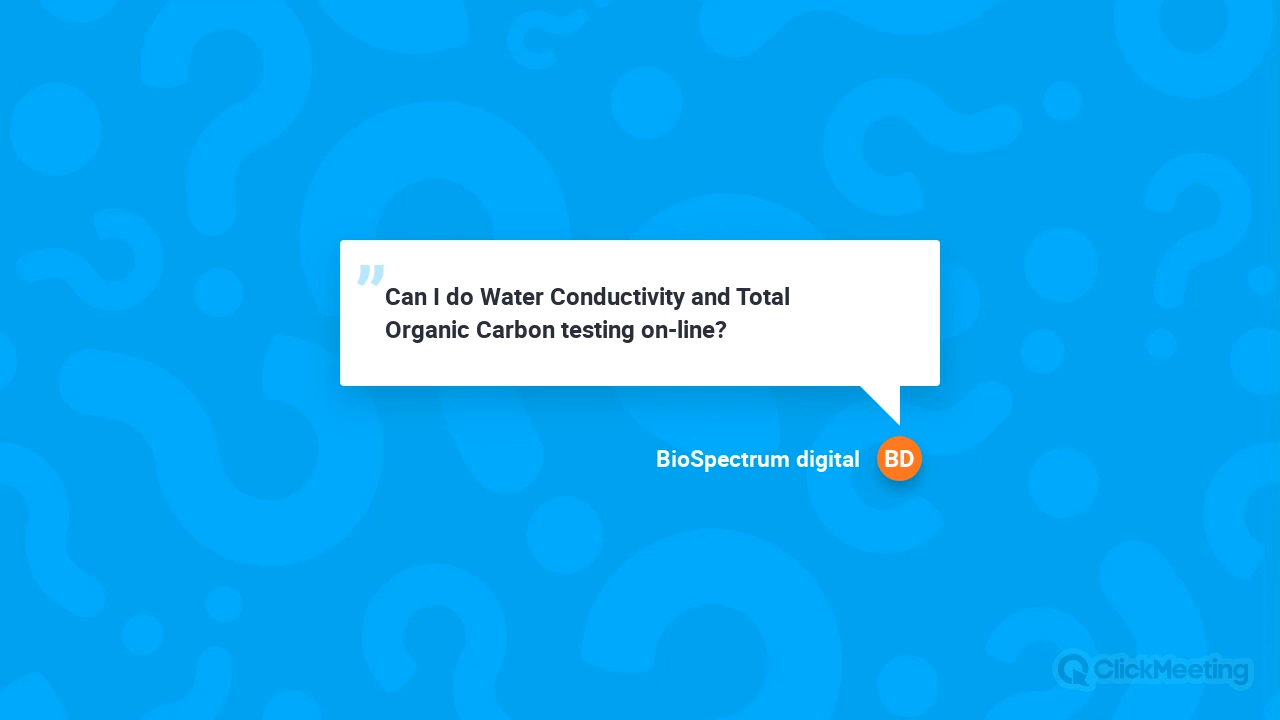 Can I do Water Conductivity and Total
Organic Carbon testing on-line?
BioSpectrum digital BD
ClickMeeting